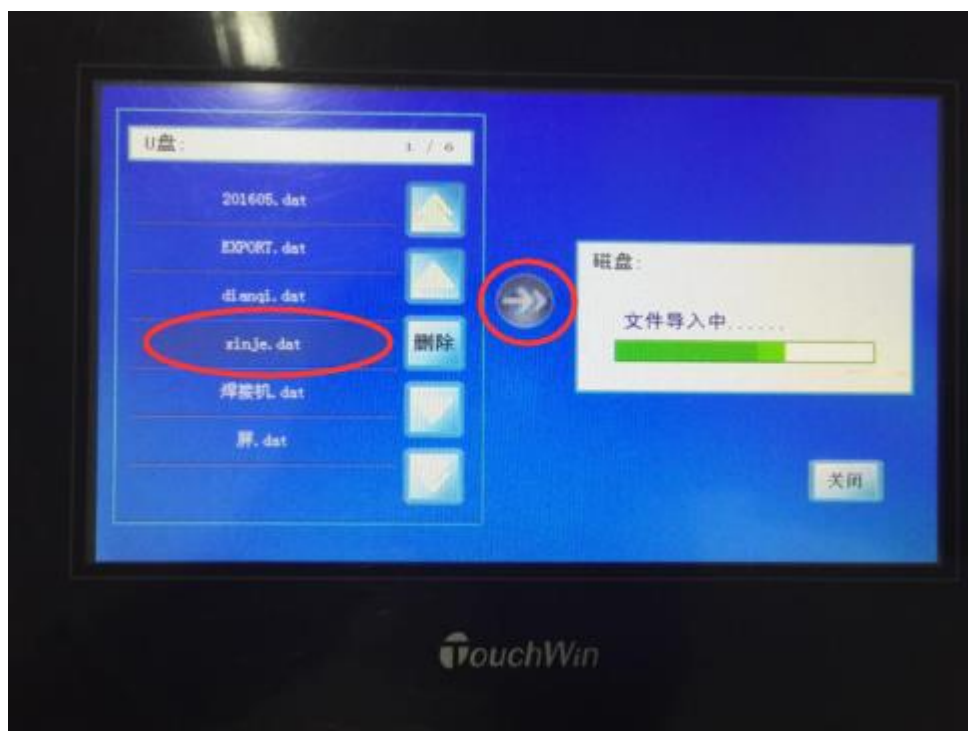 U盘:
1 / 6
201605.dat
EXPORT.dat
dianqi.dat
xinje.dat
删除
焊接机.dat
屏.dat
磁盘:
文件导入中......
关闭
TouchWin